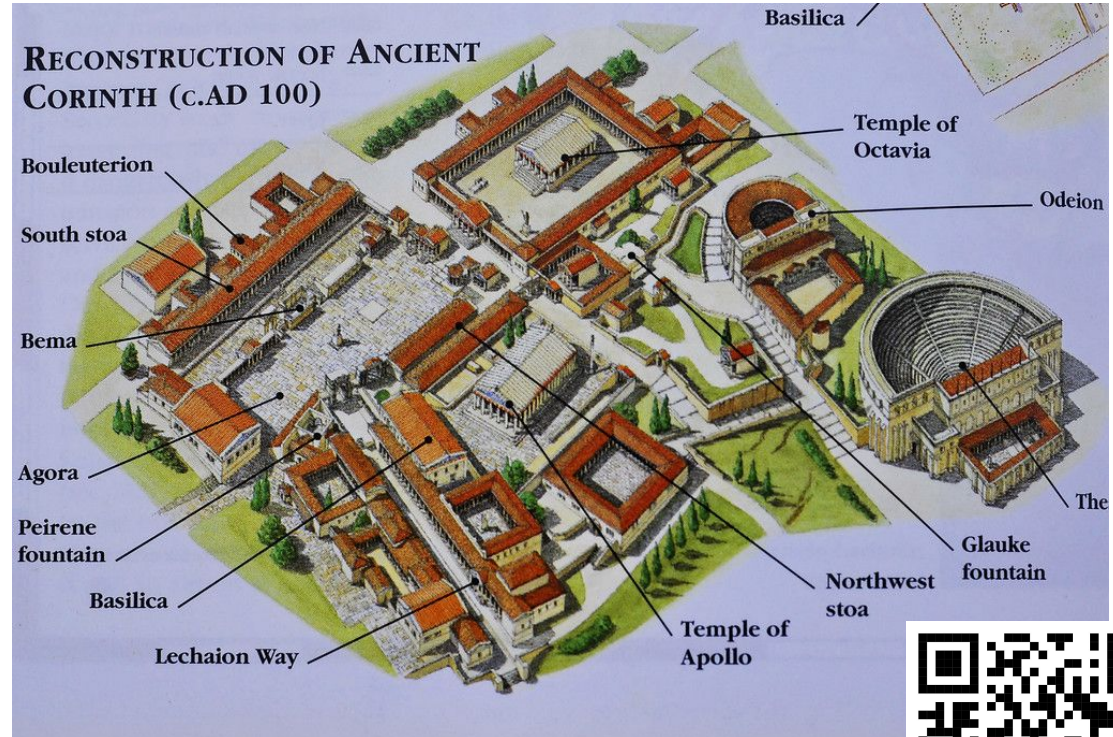 Basilica
RECONSTRUCTION OF ANCIENT
CORINTH (C.AD 100)
Temple of
Octavia
Bouleuterion
Odeion
South stoa
Bema
Agora
The
Peirene
fountain
Glauke
fountain
Northwest
stoa
Basilica
Temple of
Apollo
Lechaion Way